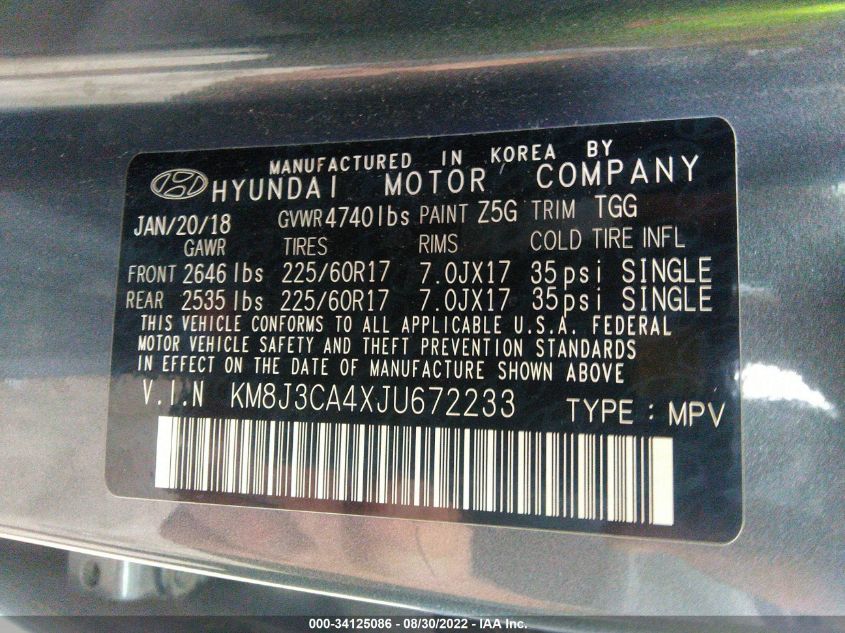 MANUFACTURED IN KOREA BY
HYUNDAI MOTOR COMPANY
JAN/20/18 GVWR 4740lbs PAINT Z5G TRIM TGG
GAWR TIRES RIMS COLD TIRE INFL
FRONT 2646lbs 225/60R17 7.0JX17 35psi SINGLE
REAR 2535lbs 225/60R17 7.0JX17 35psi SINGLE
THIS VEHICLE CONFORMS TO ALL APPLICABLE U.S.A. FEDERAL
MOTOR VEHICLE SAFETY AND THEFT PREVENTION STANDARDS
IN EFFECT ON THE DATE OF MANUFACTURE SHOWN ABOVE
V.I.N KM8J3CA4XJU672233 TYPE : MPV
000-34125086 - 08/30/2022 - IAA Inc.